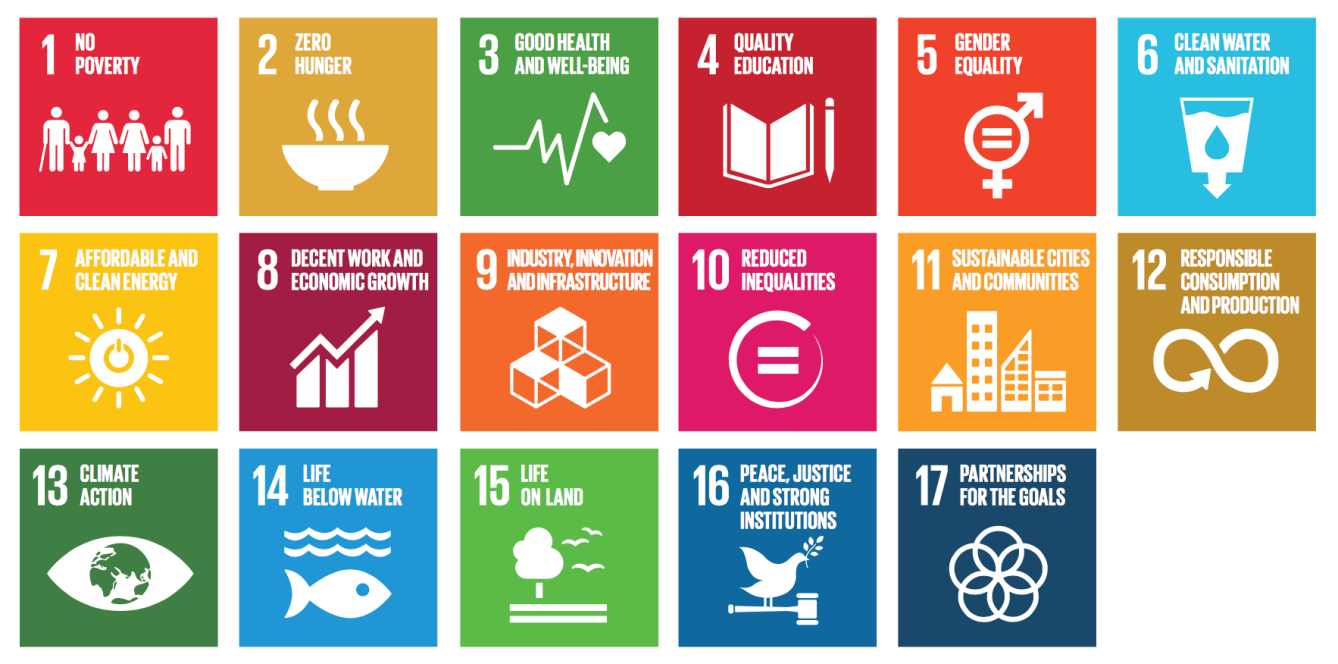 1 NO
POVERTY
2 ZERO
HUNGER
3 GOOD HEALTH
AND WELL-BEING
4 QUALITY
EDUCATION
5 GENDER
EQUALITY
6 CLEAN WATER
AND SANITATION
7 AFFORDABLE AND
CLEAN ENERGY
8 DECENT WORK AND
ECONOMIC GROWTH
9 INDUSTRY, INNOVATION
AND INFRASTRUCTURE
10 REDUCED
INEQUALITIES
11 SUSTAINABLE CITIES
AND COMMUNITIES
12 RESPONSIBLE
CONSUMPTION
AND PRODUCTION
13 CLIMATE
ACTION
14 LIFE
BELOW WATER
15 LIFE
ON LAND
16 PEACE, JUSTICE
AND STRONG
INSTITUTIONS
17 PARTNERSHIPS
FOR THE GOALS